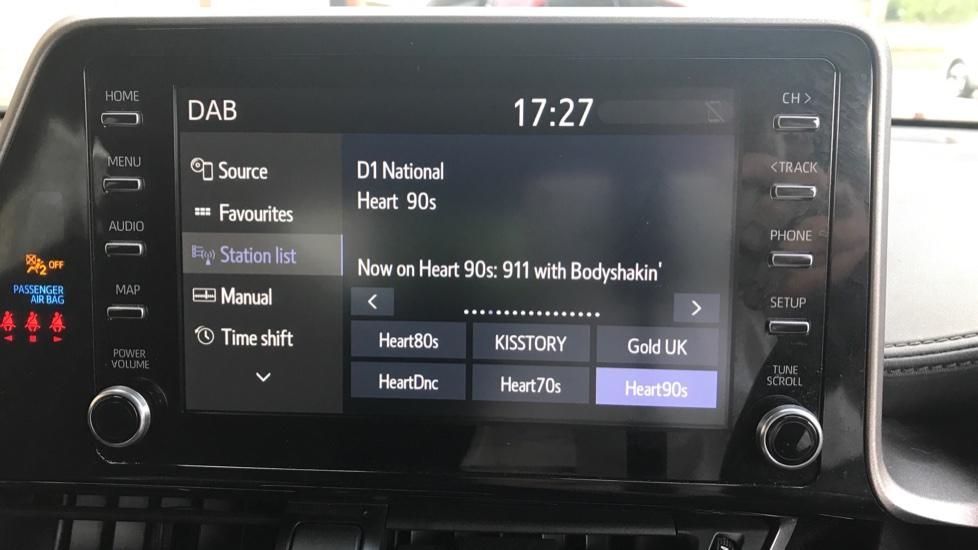 HOME
MENU
AUDIO
MAP
POWER
VOLUME
2 OFF
PASSENGER
AIR BAG
DAB
17:27
Source
Favourites
Station list
Manual
Time shift
D1 National
Heart 90s
Now on Heart 90s: 911 with Bodyshakin'
< >
Heart80s KISSTORY Gold UK
HeartDnc Heart70s Heart90s
CH >
< TRACK
PHONE
SETUP
TUNE
SCROLL